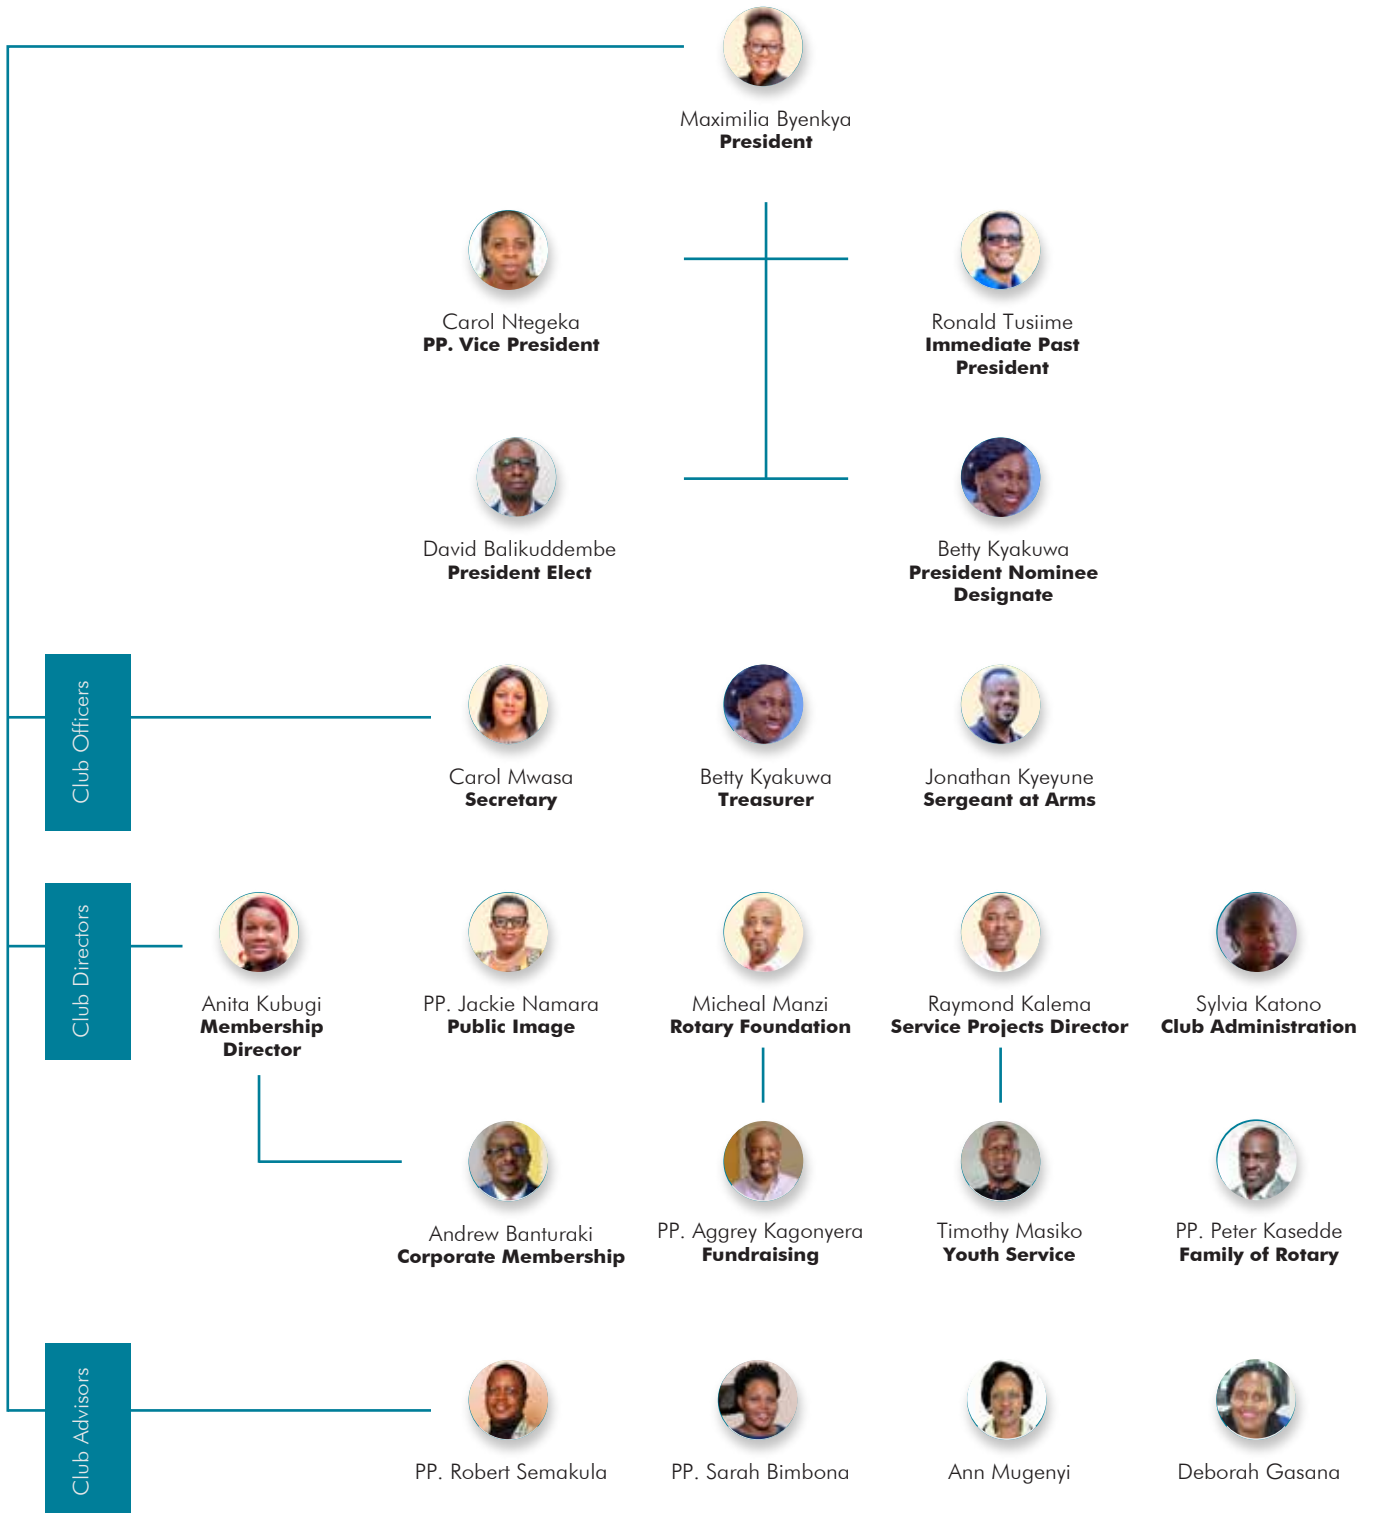 Maximilia Byenkya
President
Carol Ntegeka
PP. Vice President
Ronald Tusiime
Immediate Past
President
David Balikuddembe
President Elect
Betty Kyakuwa
President Nominee
Designate
Club Officers
Carol Mwasa
Secretary
Betty Kyakuwa
Treasurer
Jonathan Kyeyune
Sergeant at Arms
Club Directors
Anita Kubugi
Membership
Director
PP. Jackie Namara
Public Image
Micheal Manzi
Rotary Foundation
Raymond Kalema
Service Projects Director
Sylvia Katono
Club Administration
Andrew Banturaki
Corporate Membership
PP. Aggrey Kagonyera
Fundraising
Timothy Masiko
Youth Service
PP. Peter Kasedde
Family of Rotary
Club Advisors
PP. Robert Semakula
PP. Sarah Bimbona
Ann Mugenyi
Deborah Gasana